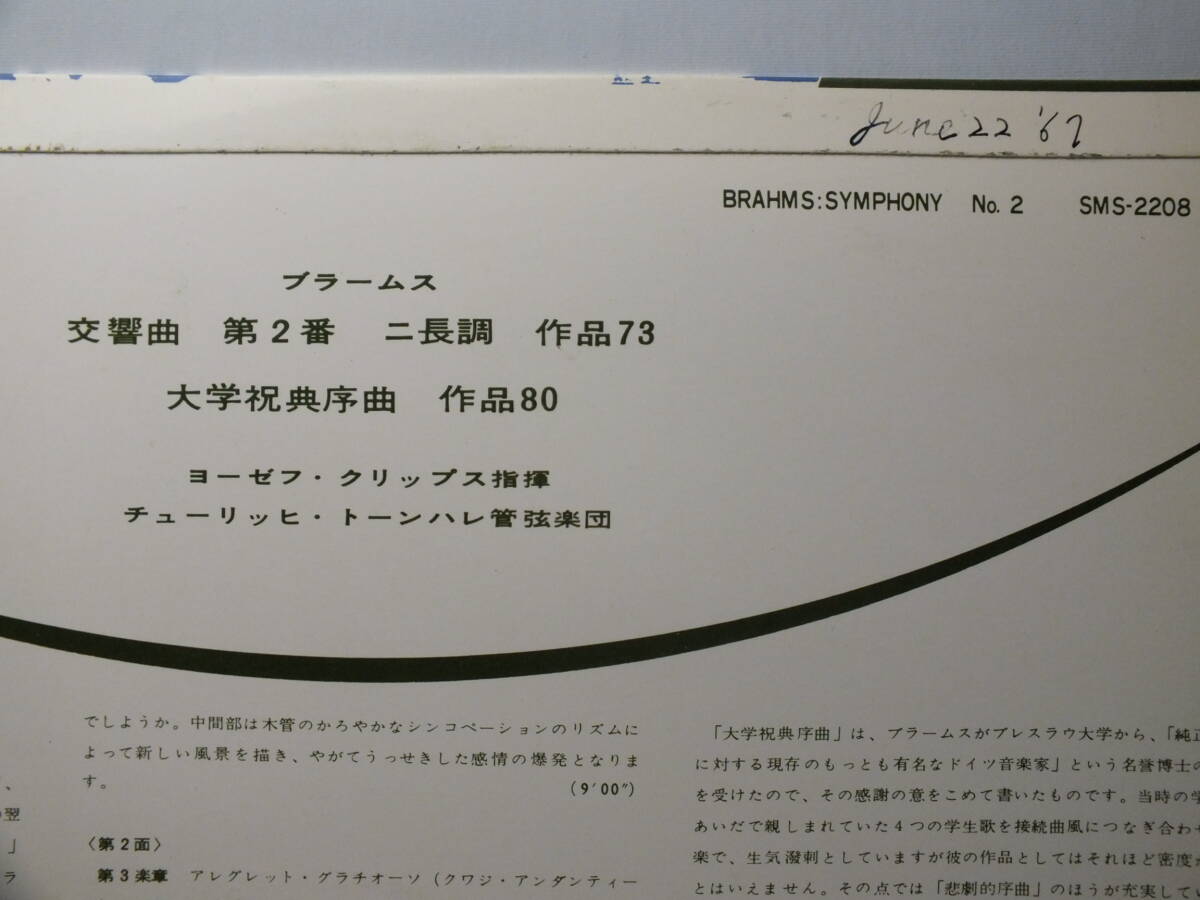 June 22 '67
BRAHMS:SYMPHONY No. 2 SMS-2208
ブラームス
交響曲 第2番 ニ長調 作品73
大学祝典序曲 作品80
ヨーゼフ・クリップス指揮
チューリッヒ・トーンハレ管弦楽団
、
の翌
」
ラ
でしようか。中間部は木管のかろやかなシンコペーションのリズムに
よって新しい風景を描き、やがてうっせきした感情の爆発となりま
す。 (9′00″)
〈第2面〉
第3楽章 アレグレット・グラチオーソ（クワジ・アンダンティー
「大学祝典序曲」は、ブラームスがブレスラウ大学から、「純正
に対する現存のもっとも有名なドイツ音楽家」という名誉博士の
を受けたので、その感謝の意をこめて書いたものです。当時の学
あいだで親しまれていた4つの学生歌を接続曲風につなぎ合わせ
楽で、生気潑剌としていますが彼の作品としてはそれほど密度が
とはいえません。その点では「悲劇的序曲」のほうが充実してい